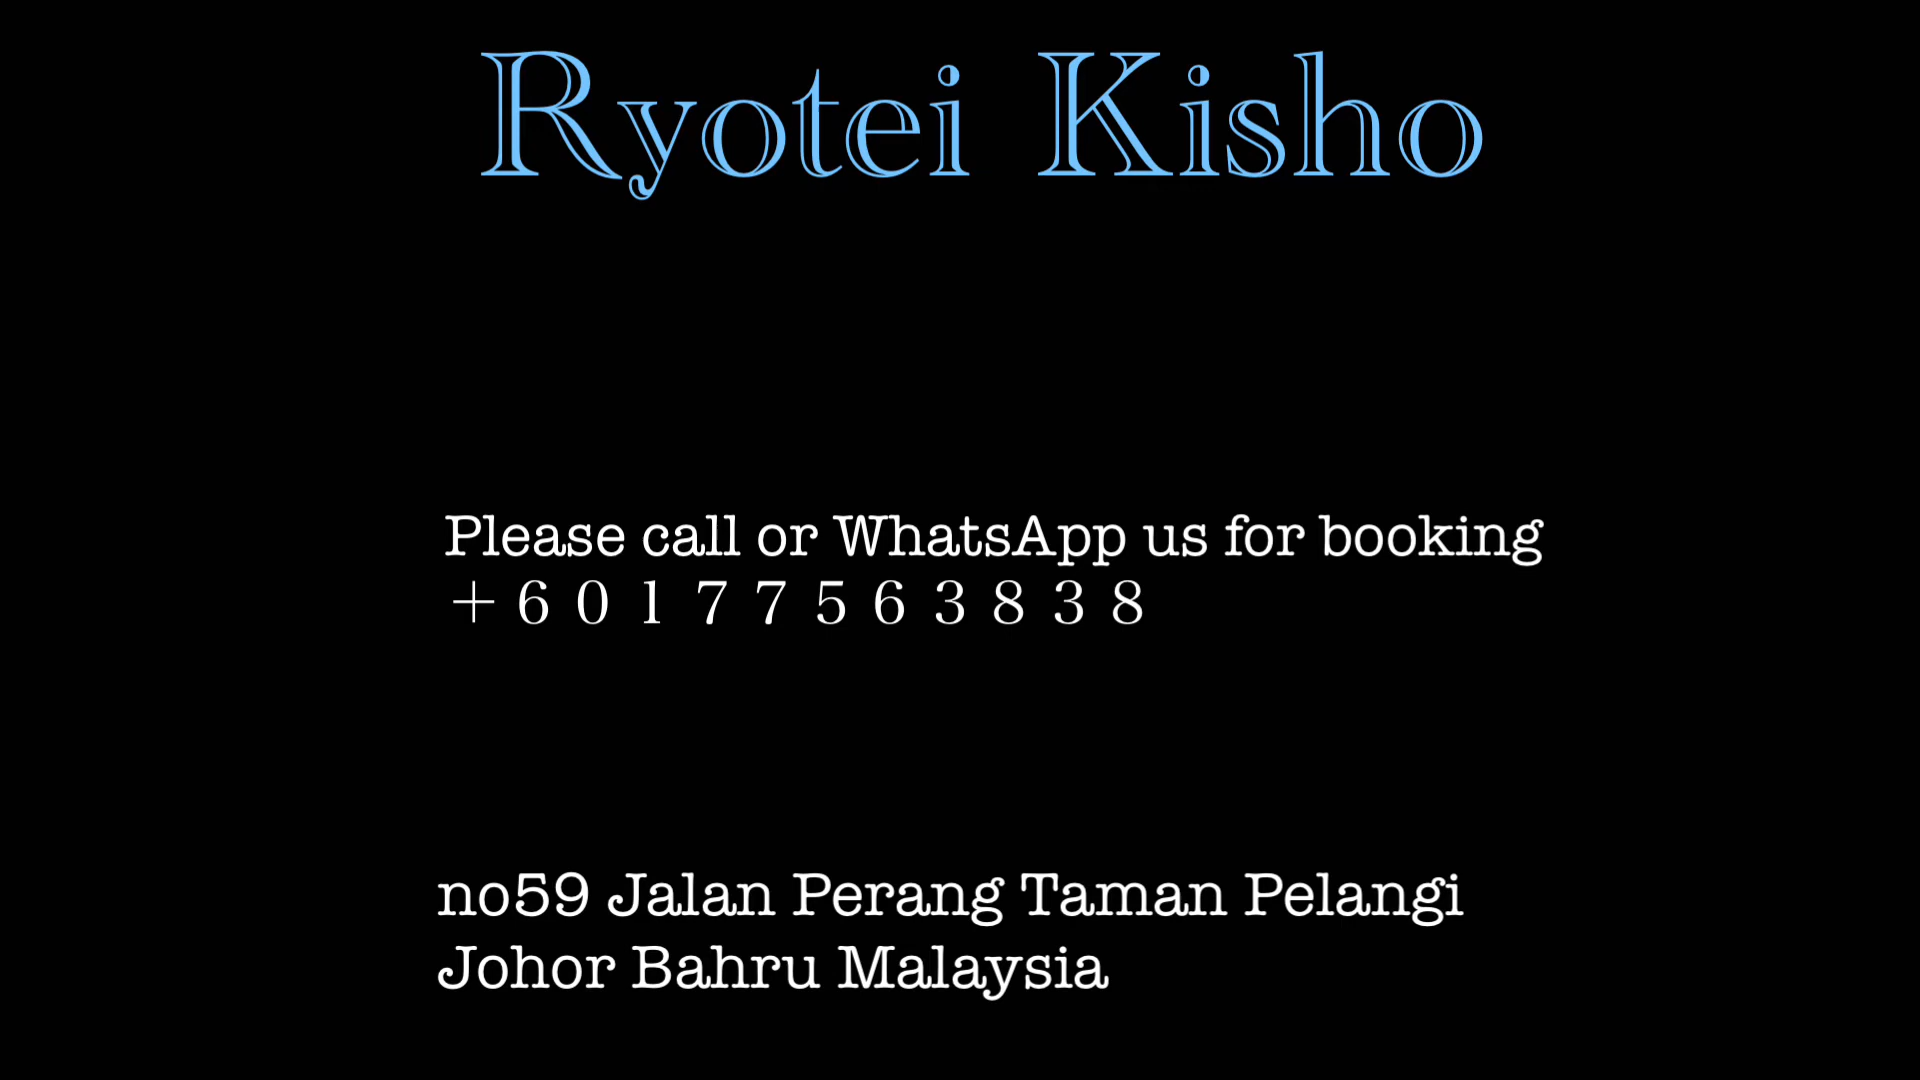 Ryotei Kisho
Please call or WhatsApp us for booking
+60177563838
no59 Jalan Perang Taman Pelangi
Johor Bahru Malaysia